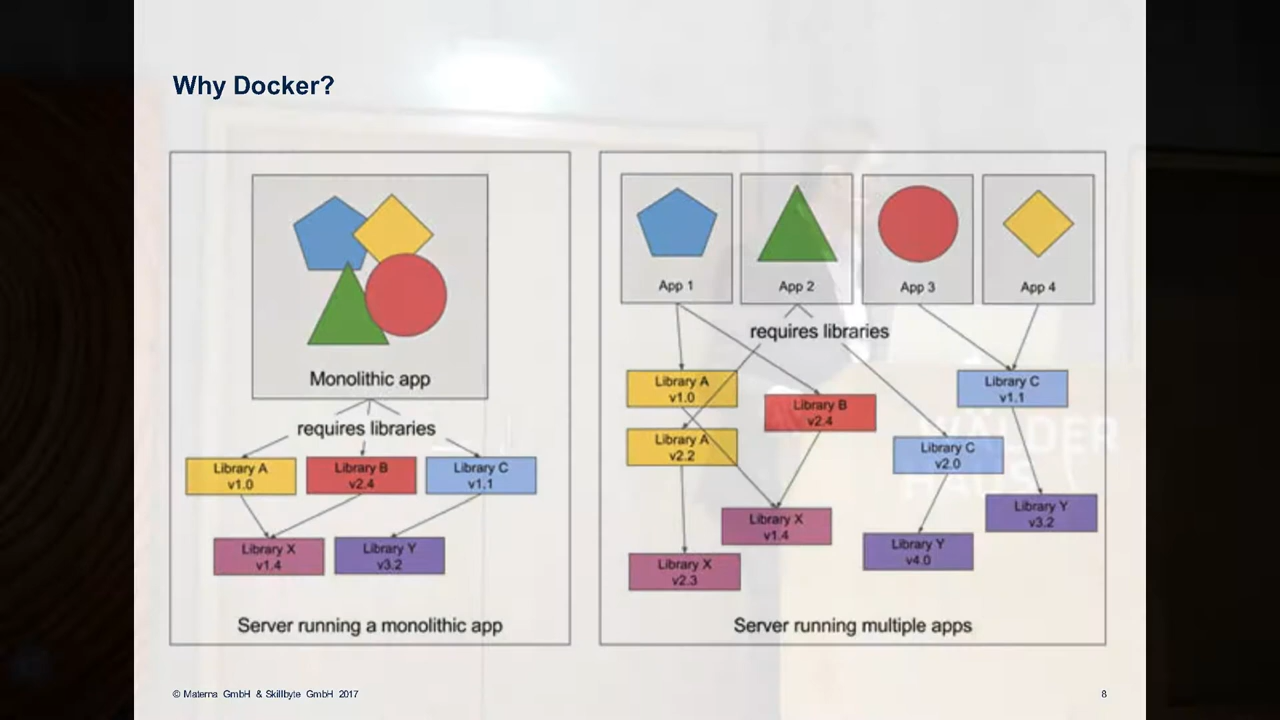 Why Docker?
Monolithic app
requires libraries
Library A
v1.0
Library B
v2.4
Library C
v1.1
Library X
v1.4
Library Y
v3.2
Server running a monolithic app
App 1
App 2
App 3
App 4
requires libraries
Library A
v1.0
Library B
v2.4
Library C
v1.1
Library A
v2.2
Library C
v2.0
Library X
v1.4
Library Y
v3.2
Library X
v2.3
Library Y
v4.0
Server running multiple apps
© Materna GmbH & Skillbyte GmbH 2017
8